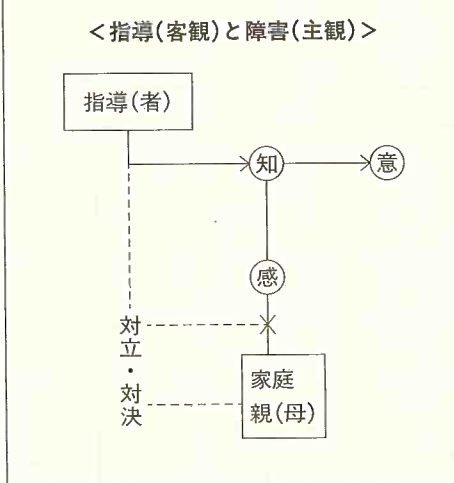 ＜指導(客観)と障害(主観)＞
指導(者)
知
意
感
対立・対決
家庭
親(母)